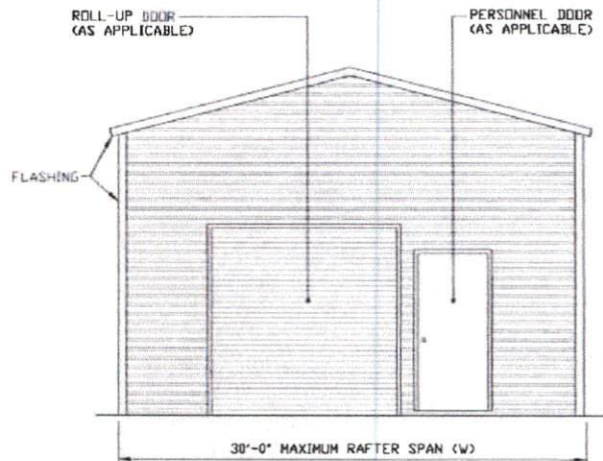 ROLL-UP DOOR
(AS APPLICABLE)
PERSONNEL DOOR
(AS APPLICABLE)
FLASHING
30'-0" MAXIMUM RAFTER SPAN (W)